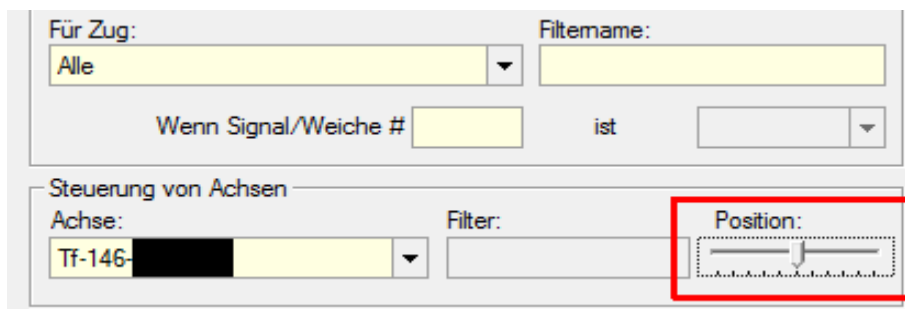 Für Zug:
Filtername:
Alle
Wenn Signal/Weiche #
ist
Steuerung von Achsen
Achse:
Filter:
Position:
Tf-146-